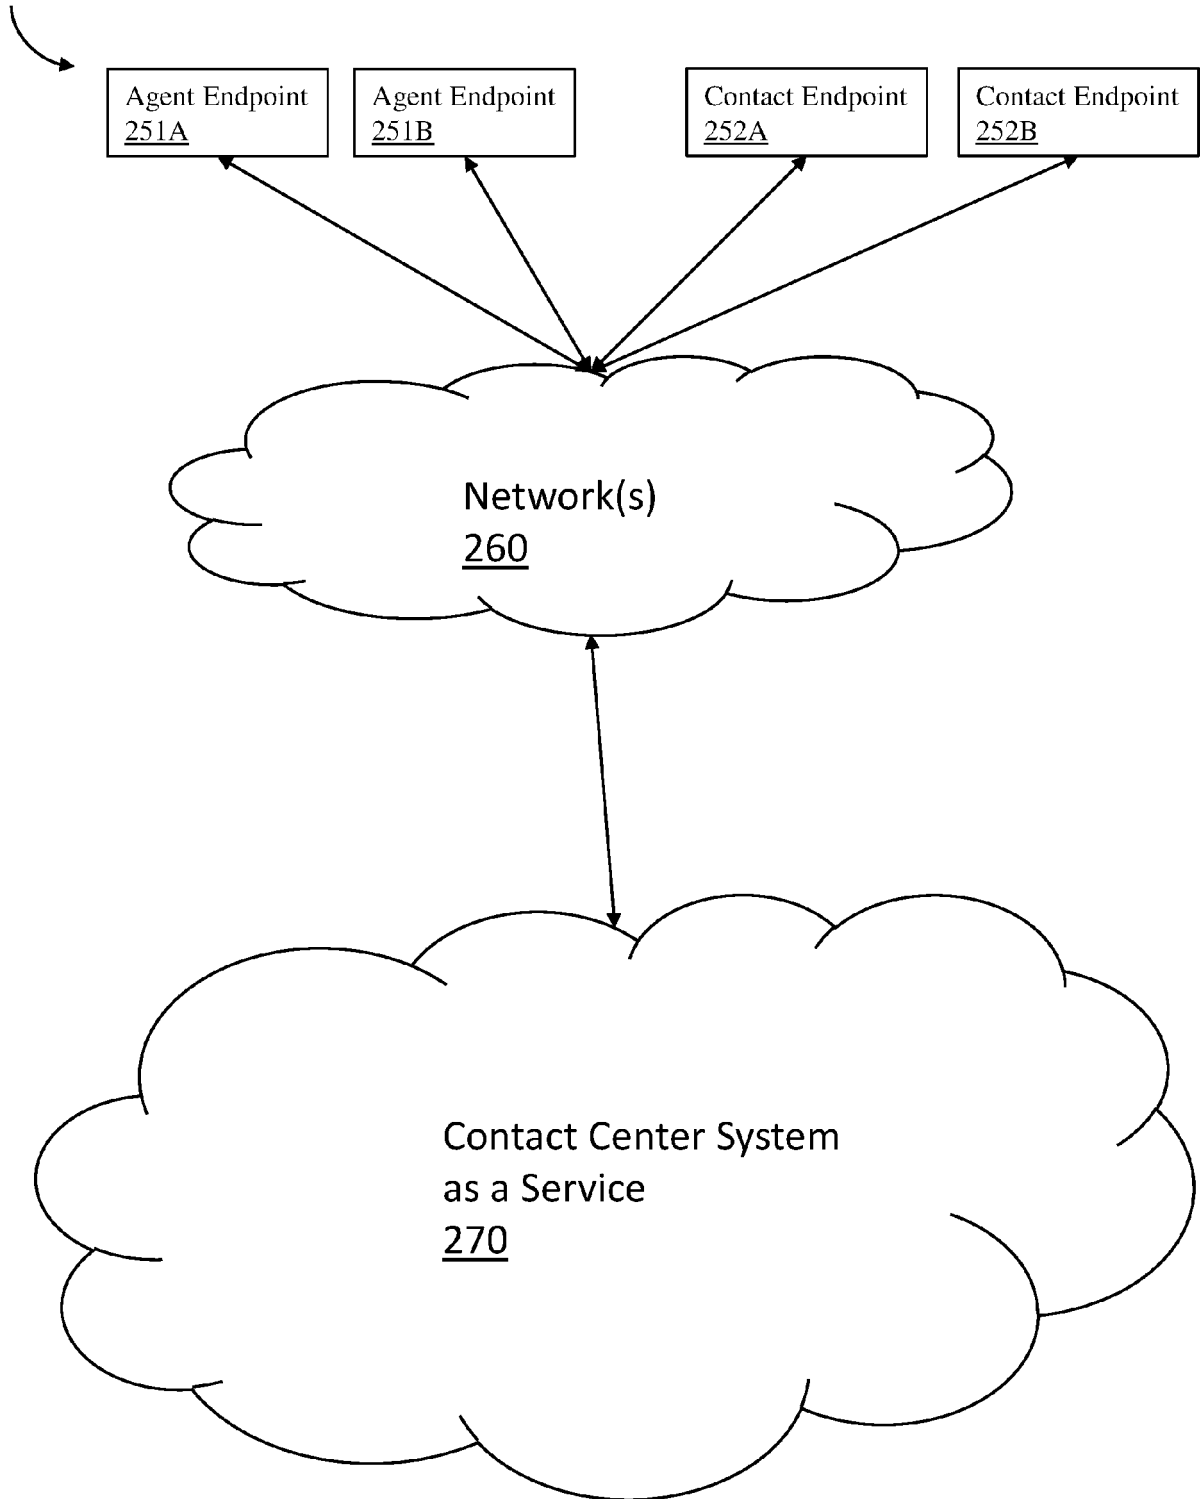 Agent Endpoint
251A
Agent Endpoint
251B
Contact Endpoint
252A
Contact Endpoint
252B
Network(s)
260
Contact Center System
as a Service
270